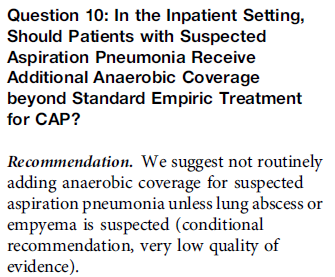 Question 10: In the Inpatient Setting,
Should Patients with Suspected
Aspiration Pneumonia Receive
Additional Anaerobic Coverage
beyond Standard Empiric Treatment
for CAP?
Recommendation. We suggest not routinely
adding anaerobic coverage for suspected
aspiration pneumonia unless lung abscess or
empyema is suspected (conditional
recommendation, very low quality of
evidence).